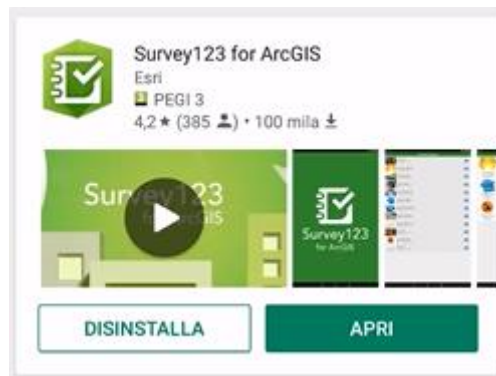 Survey123 for ArcGIS
Esri
PEGI 3
4,2 ★ (385) • 100 mila
Survey123
for ArcGIS
Survey123
for ArcGIS
DISINSTALLA
APRI